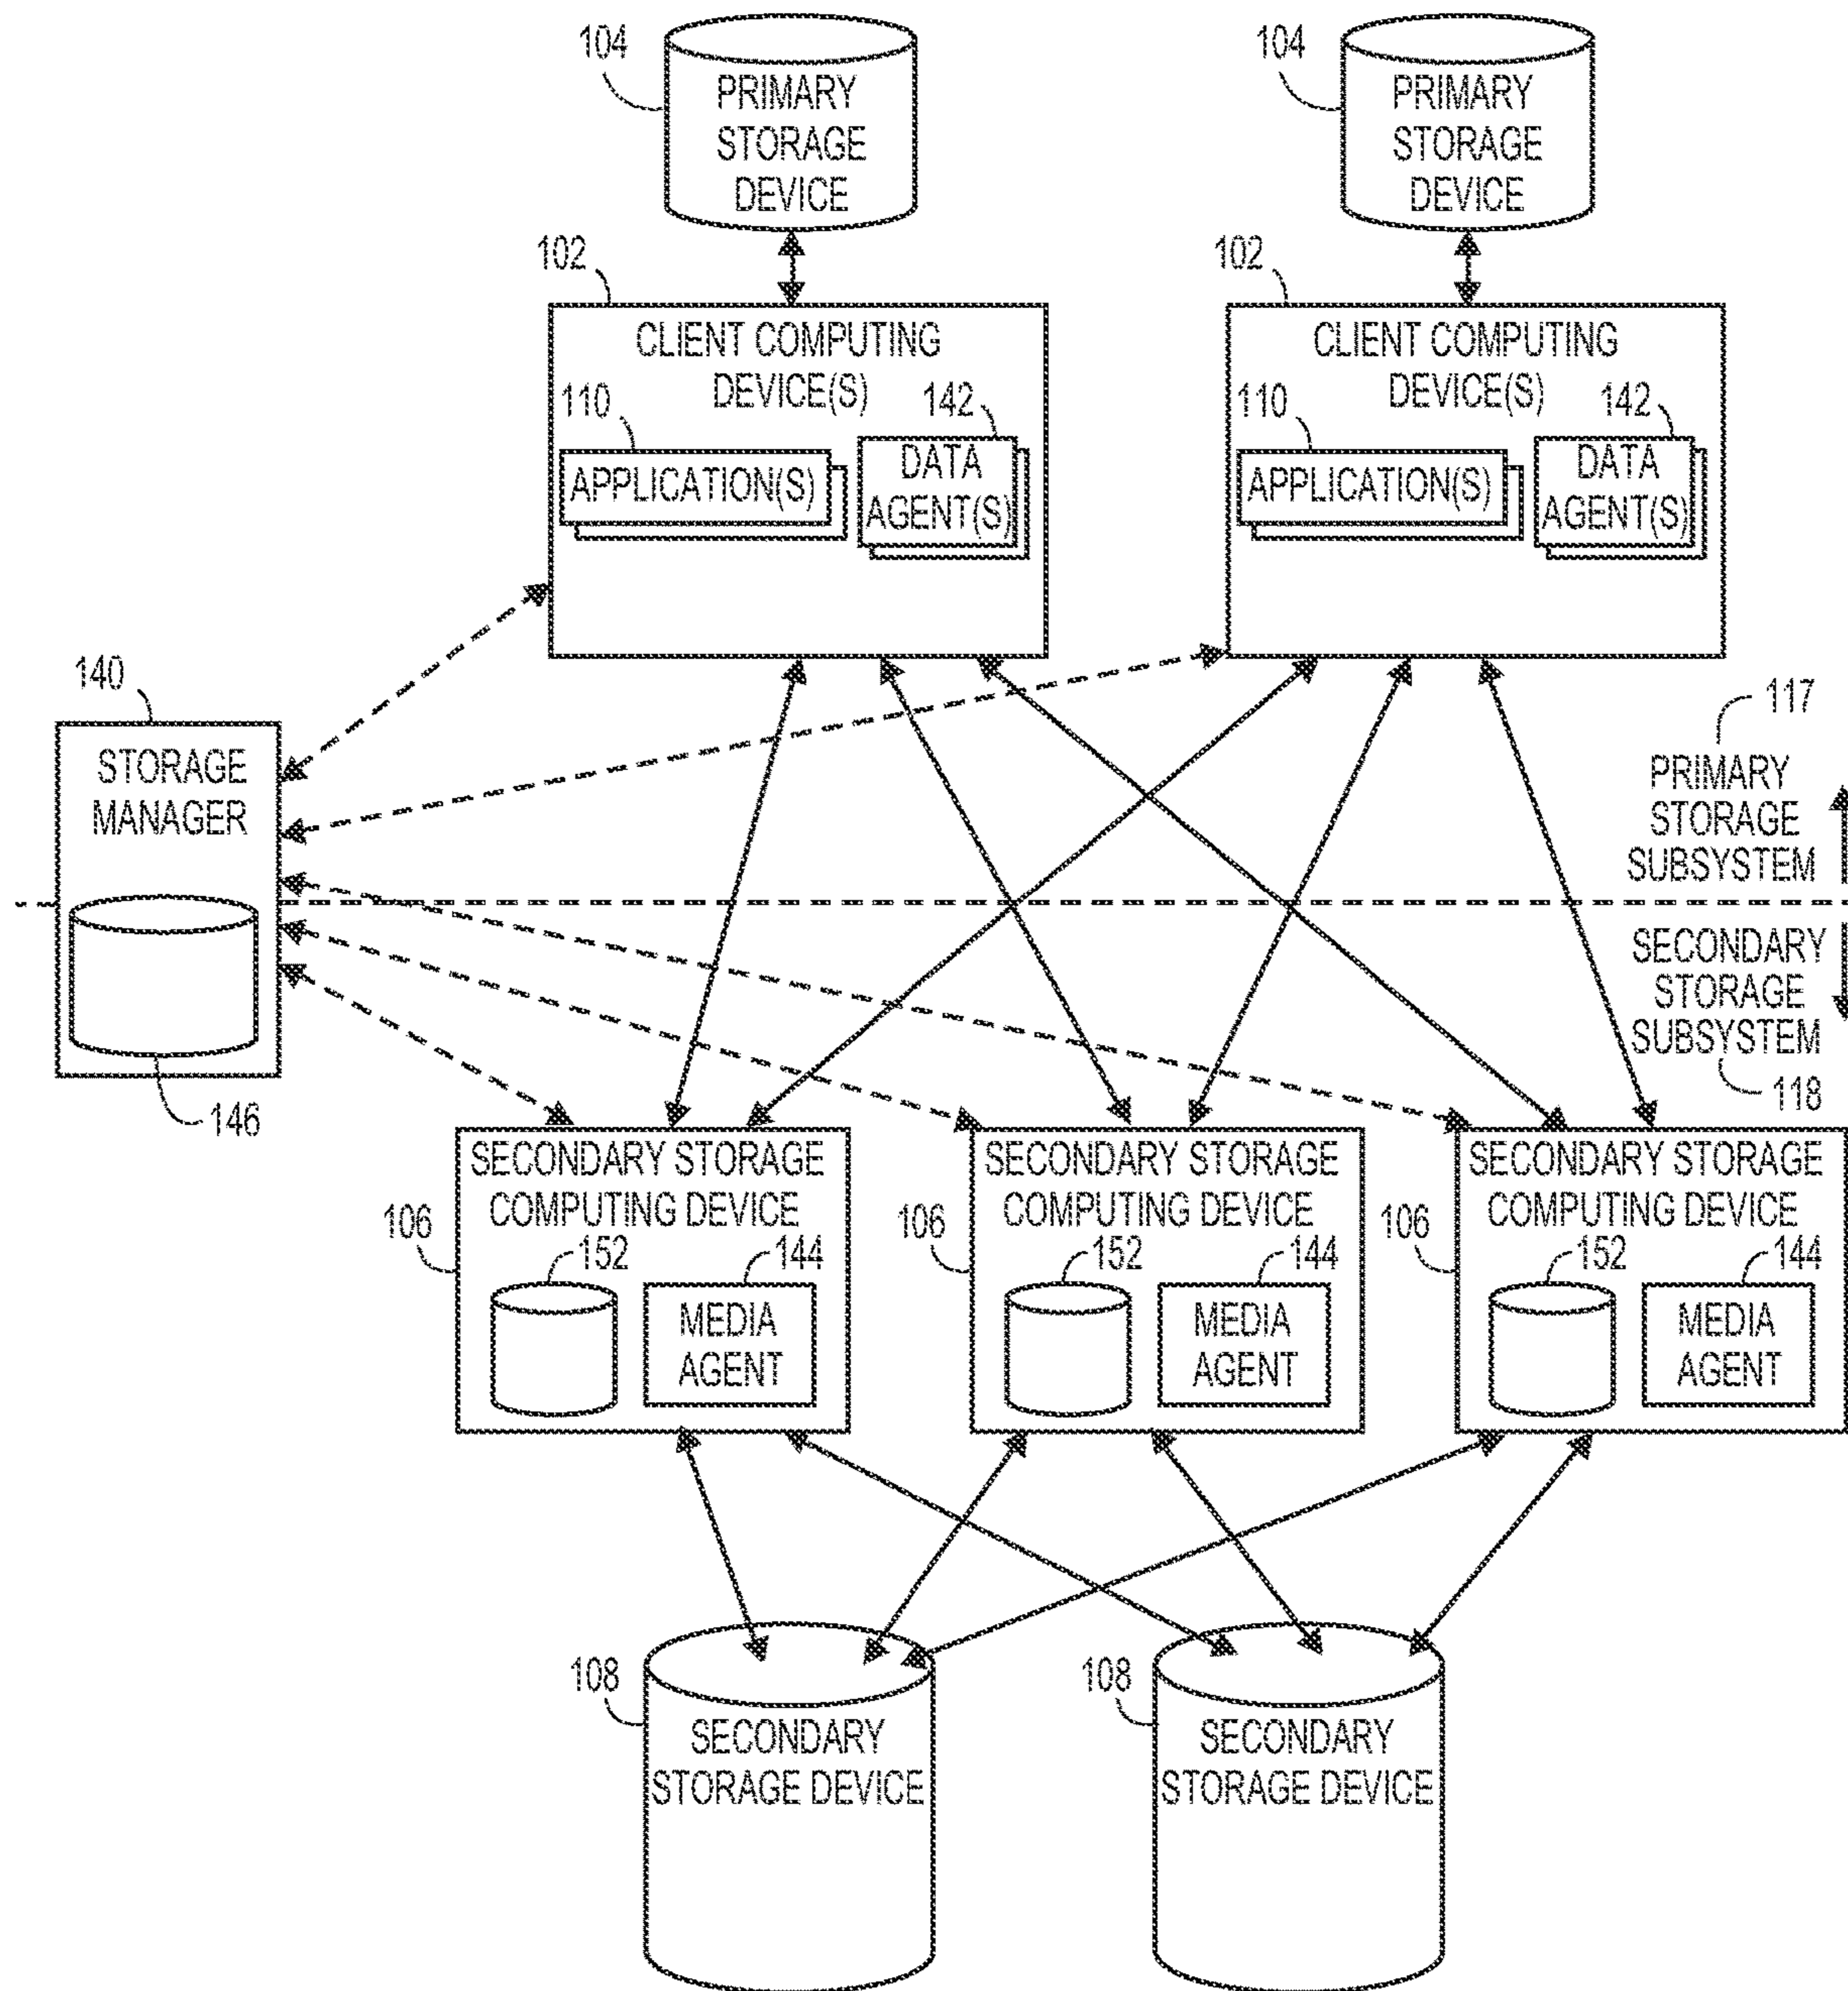 104
PRIMARY
STORAGE
DEVICE
104
PRIMARY
STORAGE
DEVICE
102
CLIENT COMPUTING
DEVICE(S)
110
142
APPLICATION(S)
DATA
AGENT(S)
102
CLIENT COMPUTING
DEVICE(S)
110
142
APPLICATION(S)
DATA
AGENT(S)
140
STORAGE
MANAGER
146
117
PRIMARY
STORAGE
SUBSYSTEM
SECONDARY
STORAGE
SUBSYSTEM
118
SECONDARY STORAGE
COMPUTING DEVICE
106
152
144
MEDIA
AGENT
SECONDARY STORAGE
COMPUTING DEVICE
106
152
144
MEDIA
AGENT
SECONDARY STORAGE
COMPUTING DEVICE
106
152
144
MEDIA
AGENT
108
SECONDARY
STORAGE DEVICE
108
SECONDARY
STORAGE DEVICE